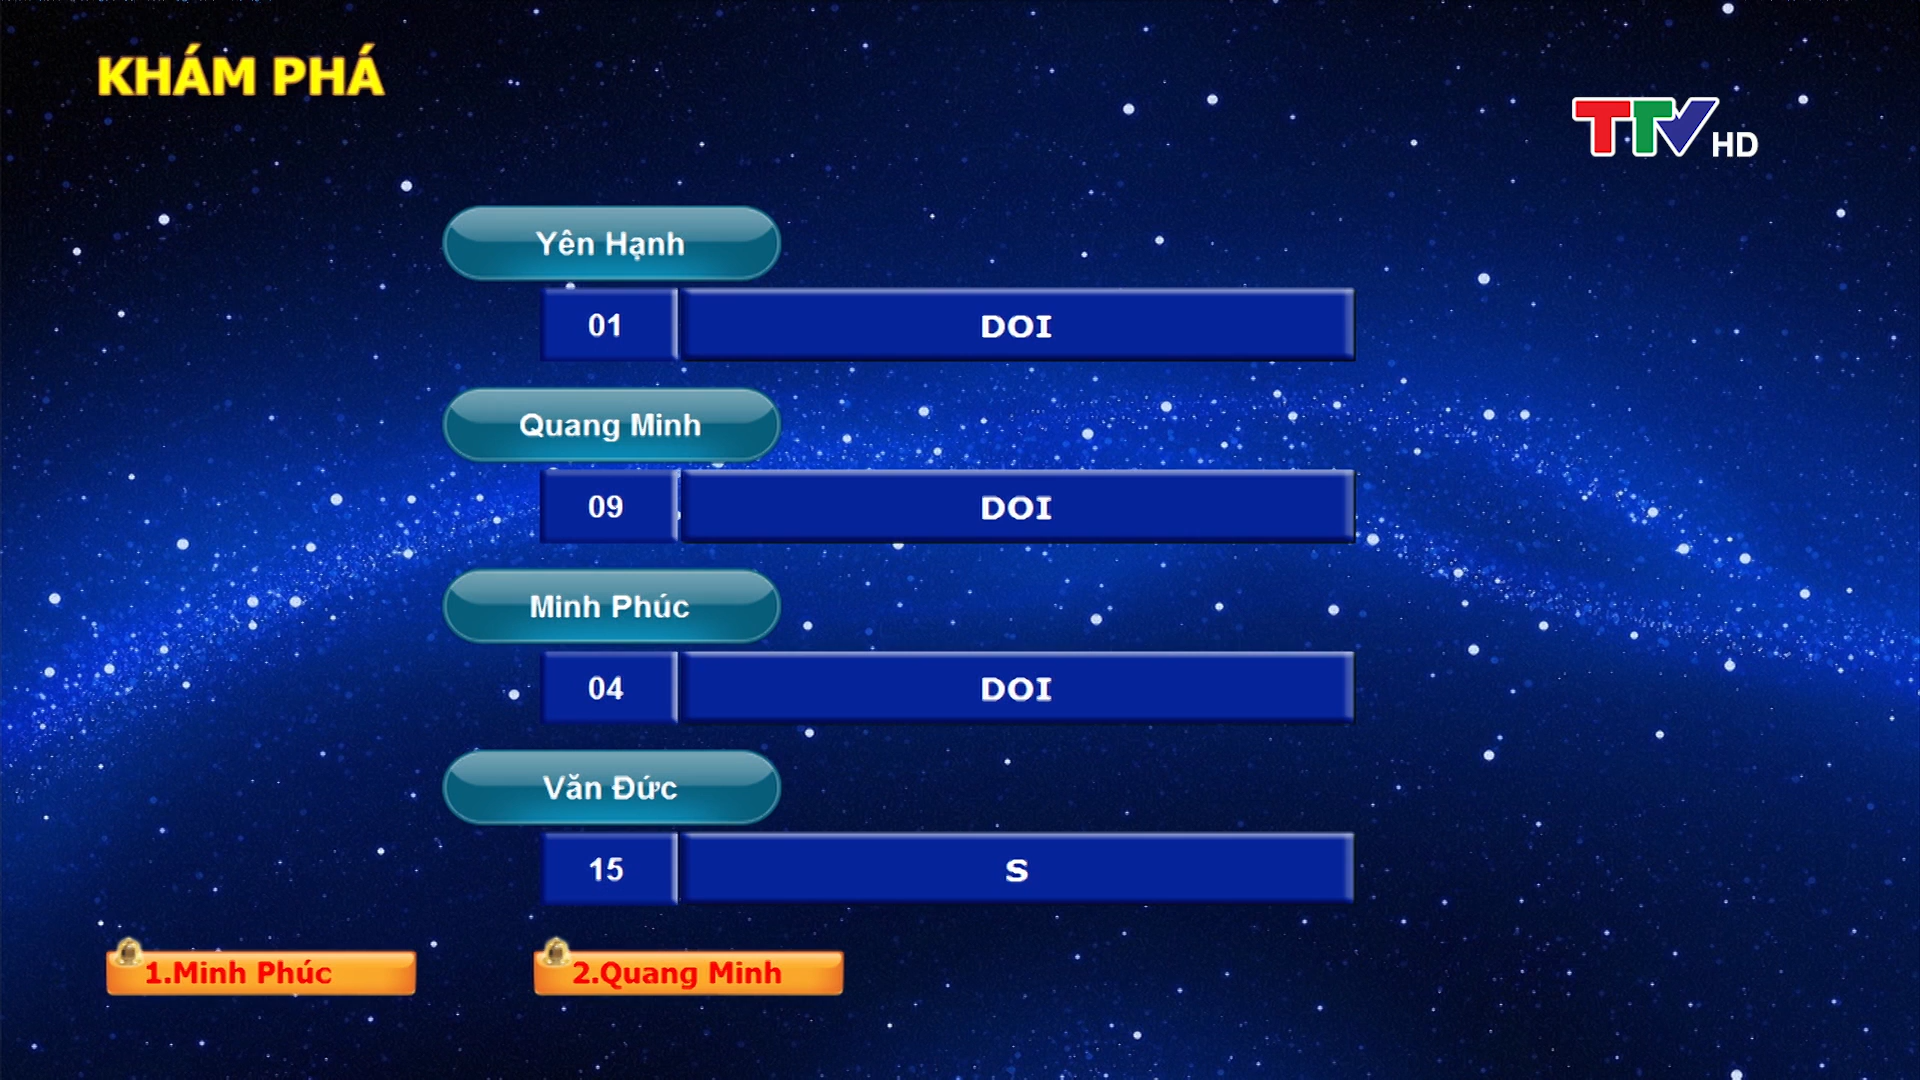 KHÁM PHÁ
TTV HD
Yên Hạnh
01 DOI
Quang Minh
09 DOI
Minh Phúc
04 DOI
Văn Đức
15 S
1.Minh Phúc
2.Quang Minh